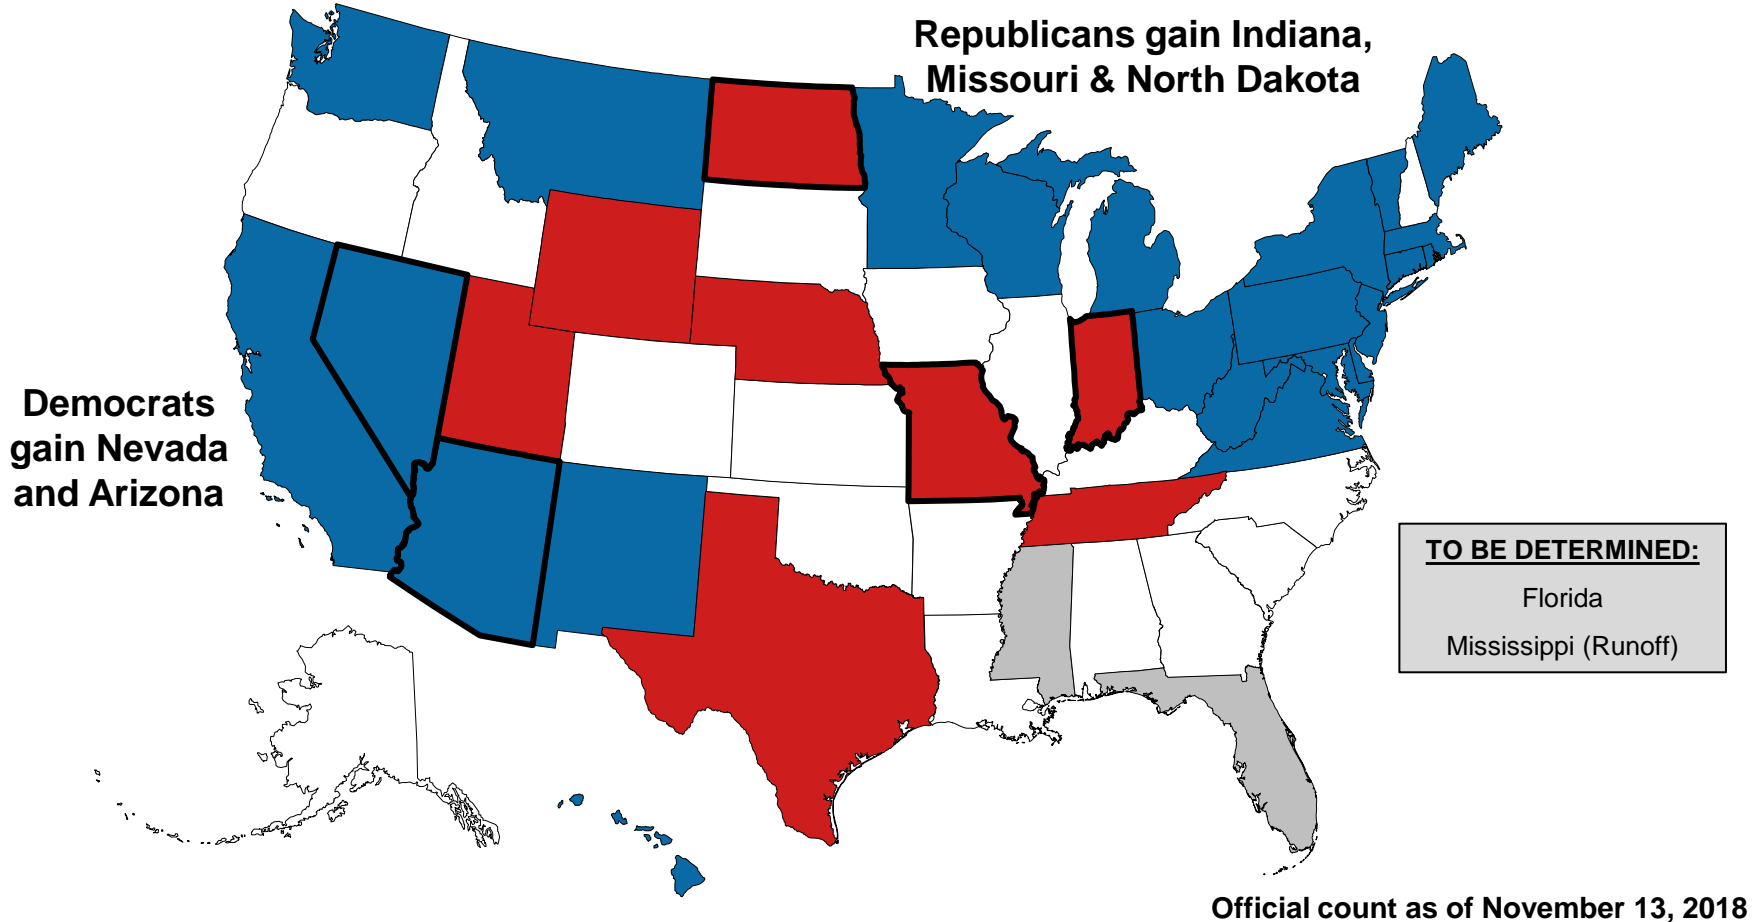 Republicans gain Indiana,
Missouri & North Dakota
Democrats
gain Nevada
and Arizona
TO BE DETERMINED:
Florida
Mississippi (Runoff)
Official count as of November 13, 2018